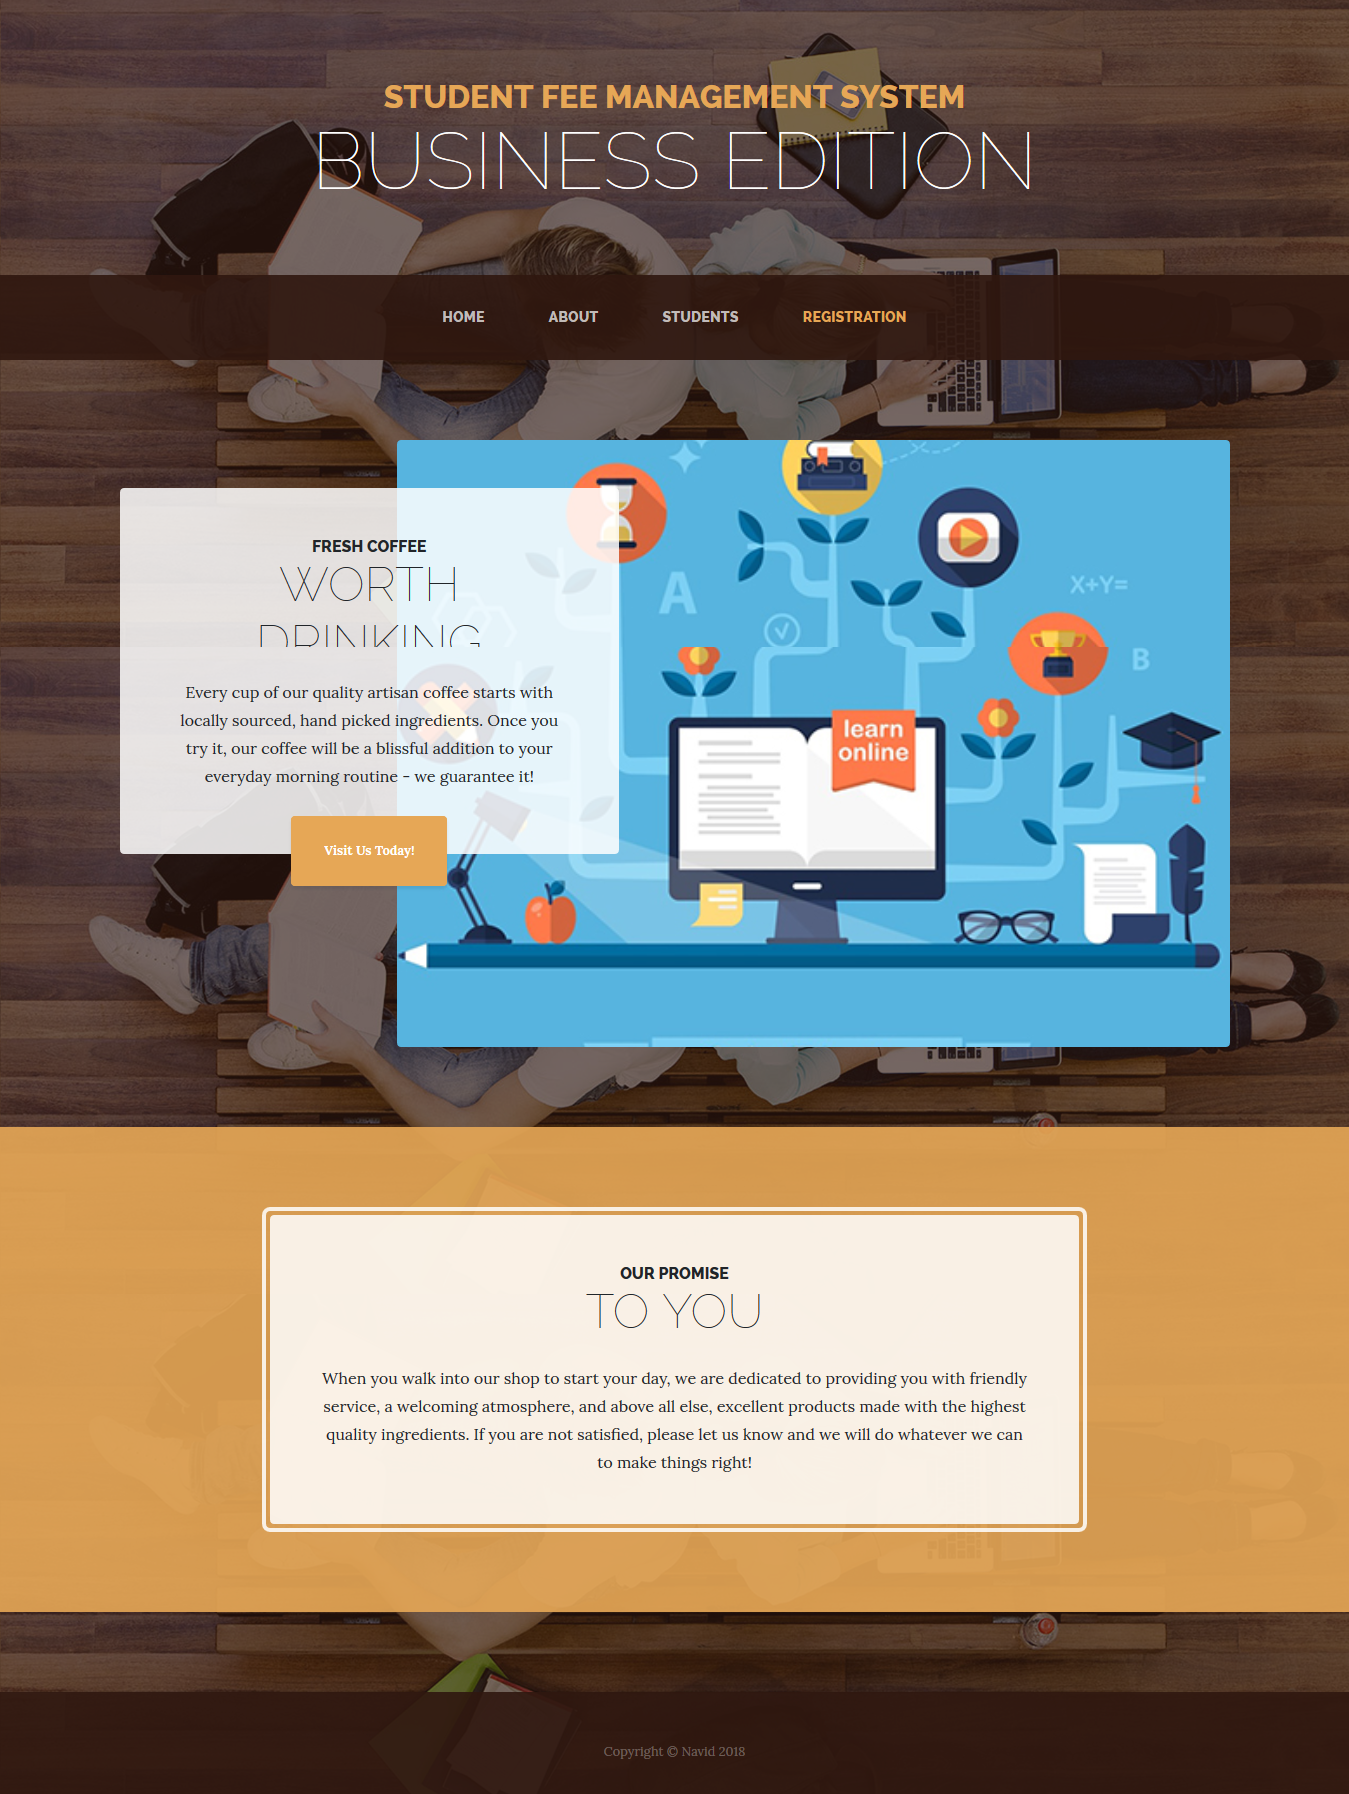 STUDENT FEE MANAGEMENT SYSTEM
BUSINESS EDITION
HOME ABOUT STUDENTS REGISTRATION
FRESH COFFEE
WORTH
DRINKING
Every cup of our quality artisan coffee starts with
locally sourced, hand picked ingredients. Once you
try it, our coffee will be a blissful addition to your
everyday morning routine - we guarantee it!
Visit Us Today!
A
X+Y=
B
learn
online
OUR PROMISE
TO YOU
When you walk into our shop to start your day, we are dedicated to providing you with friendly
service, a welcoming atmosphere, and above all else, excellent products made with the highest
quality ingredients. If you are not satisfied, please let us know and we will do whatever we can
to make things right!
Copyright © Navid 2018